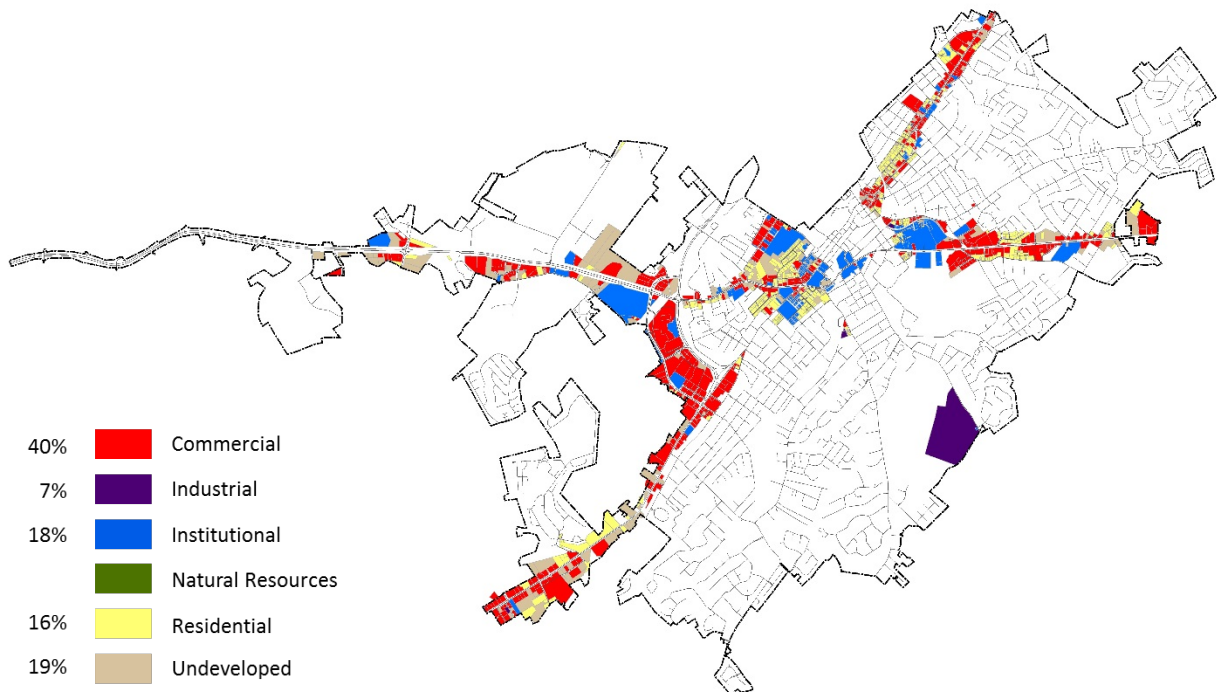 40% Commercial
7% Industrial
18% Institutional
Natural Resources
16% Residential
19% Undeveloped